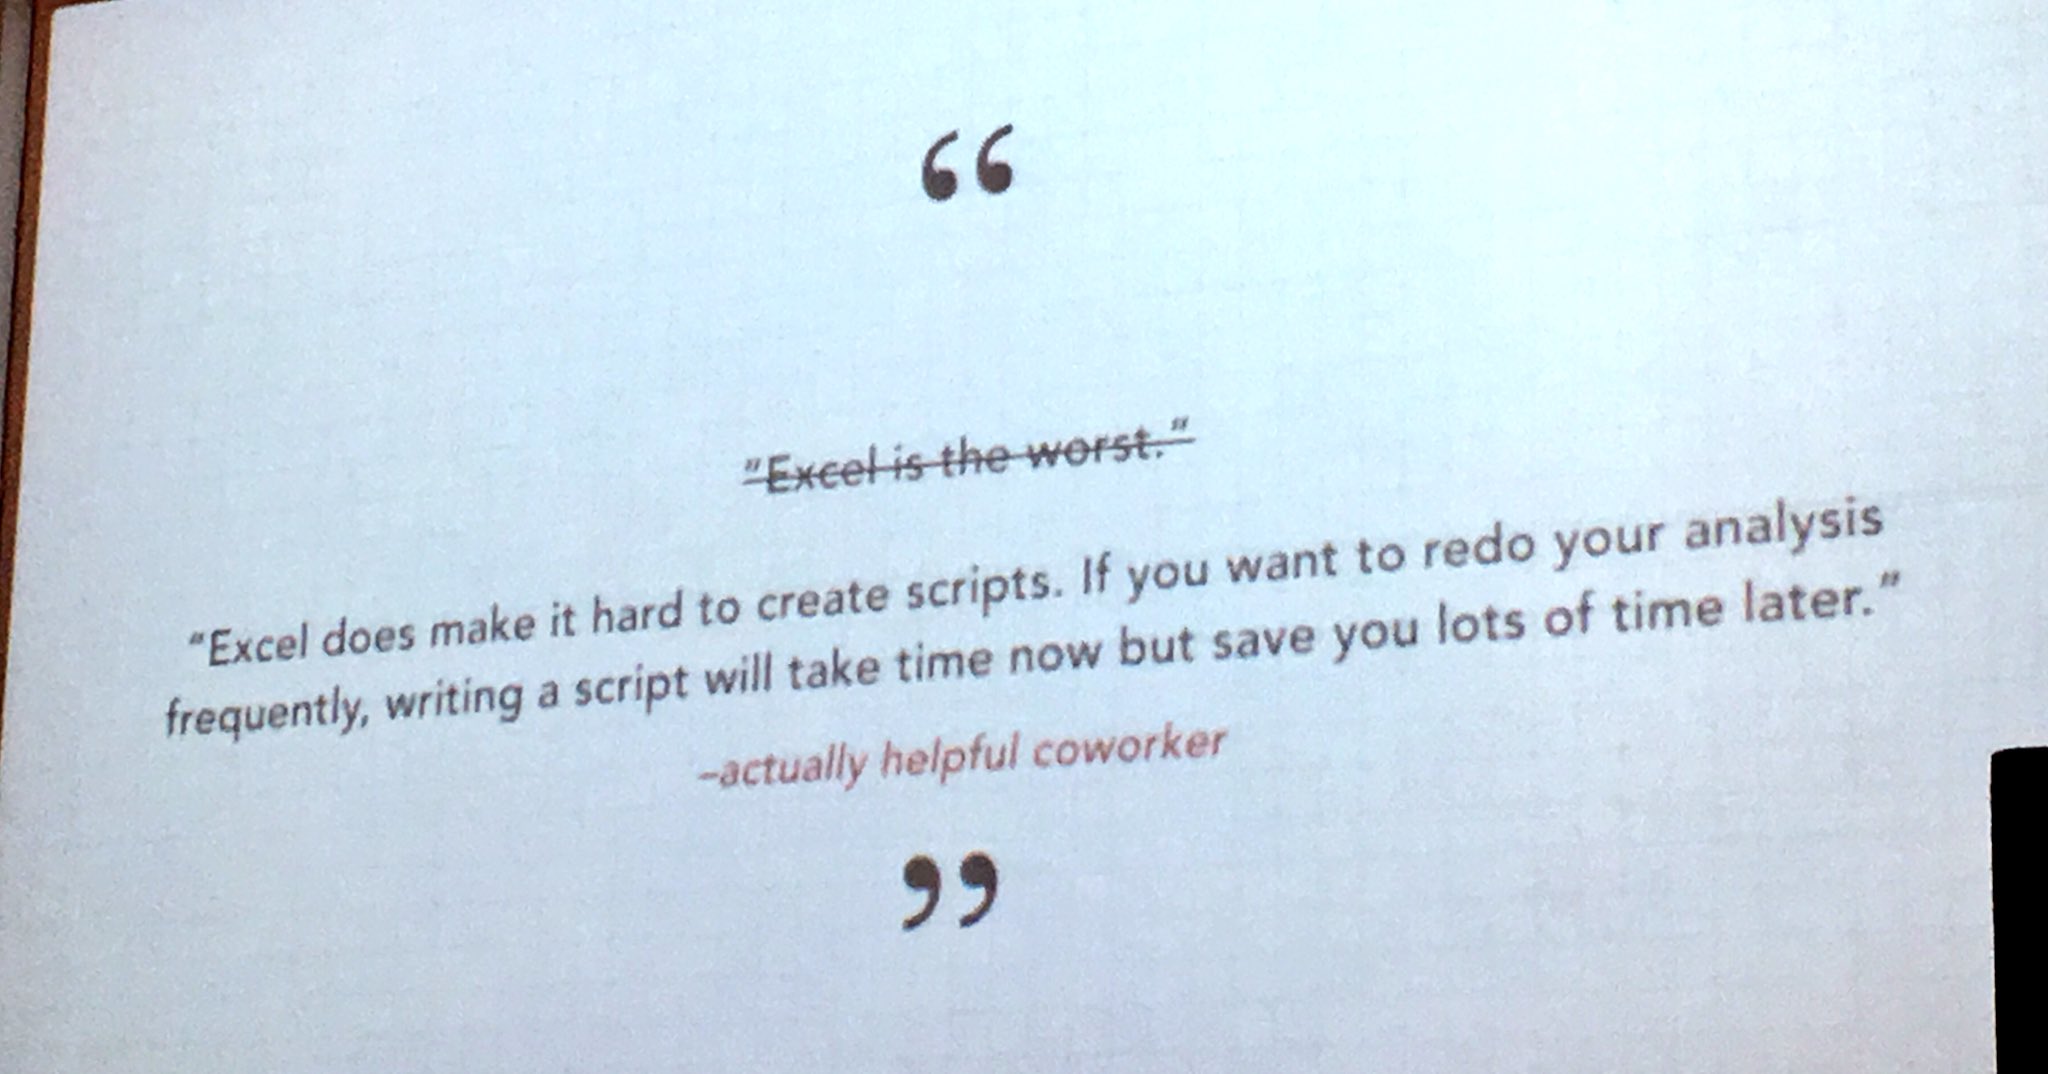 “
"Excel is the worst."
“Excel does make it hard to create scripts. If you want to redo your analysis
frequently, writing a script will take time now but save you lots of time later.”
–actually helpful coworker
”